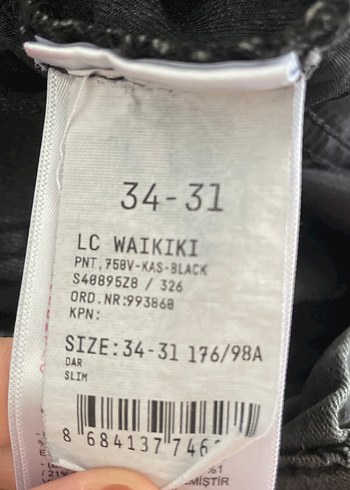 34-31
LC WAIKIKI
PNT,758V-KAS-BLACK
S40895Z8 / 326
ORD.NR:993868
KPN:
SIZE:34-31 176/98A
DAR
SLIM
8 684137 746